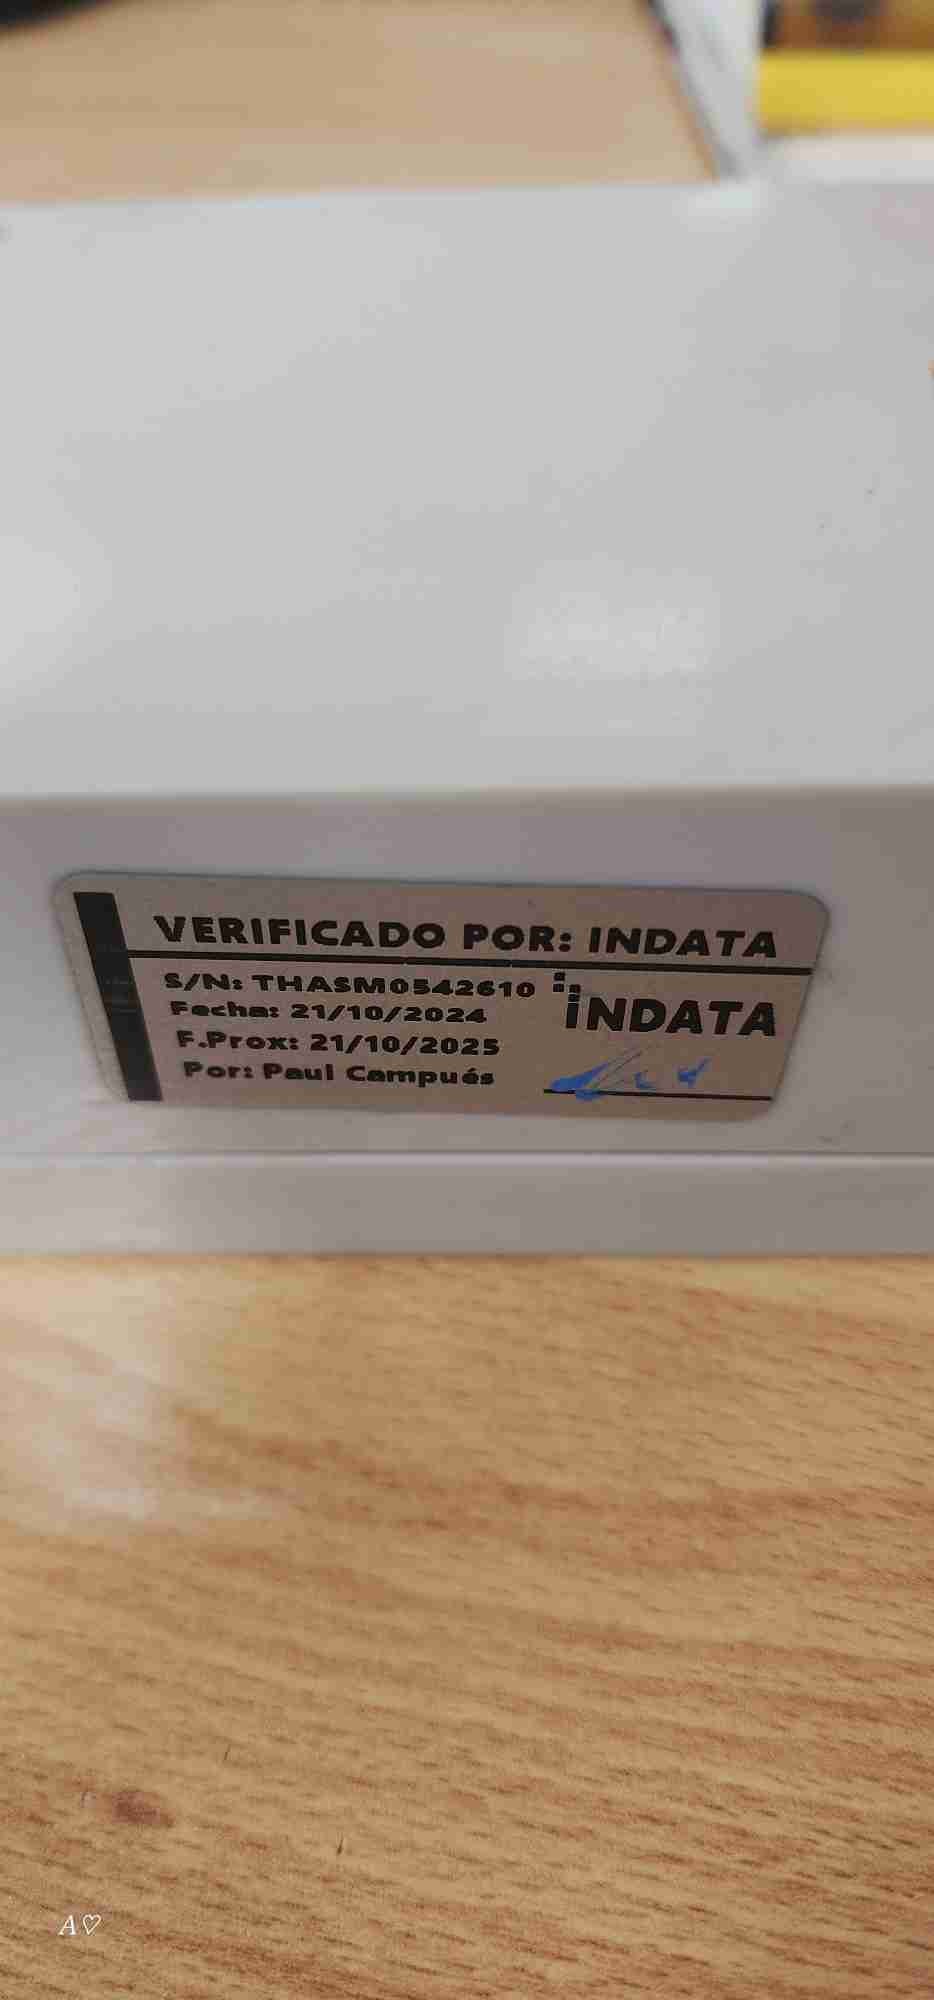 VERIFICADO POR: INDATA
S/N: THASM0542610
INDATA
Fecha: 21/10/2024
F.Prox: 21/10/2025
Por: Paul Campués
A♡